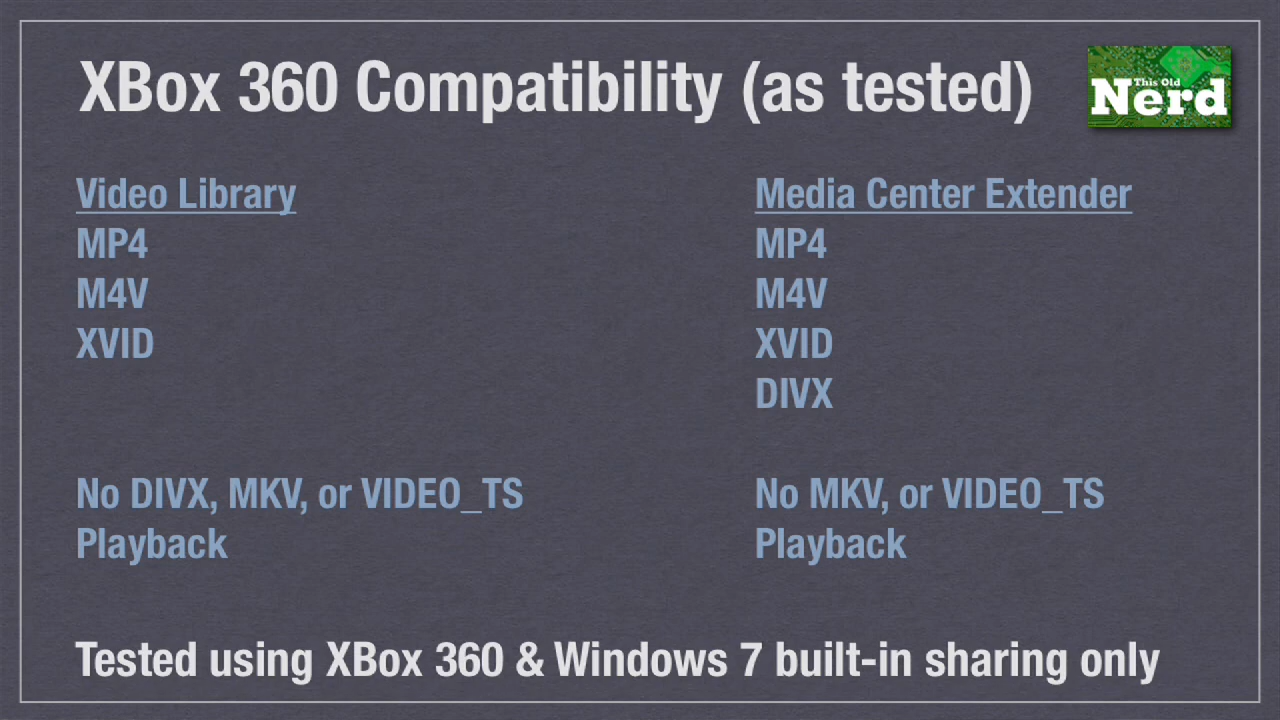 XBox 360 Compatibility (as tested)
This Old
Nerd
Video Library
MP4
M4V
XVID
No DIVX, MKV, or VIDEO_TS
Playback
Media Center Extender
MP4
M4V
XVID
DIVX
No MKV, or VIDEO_TS
Playback
Tested using XBox 360 & Windows 7 built-in sharing only